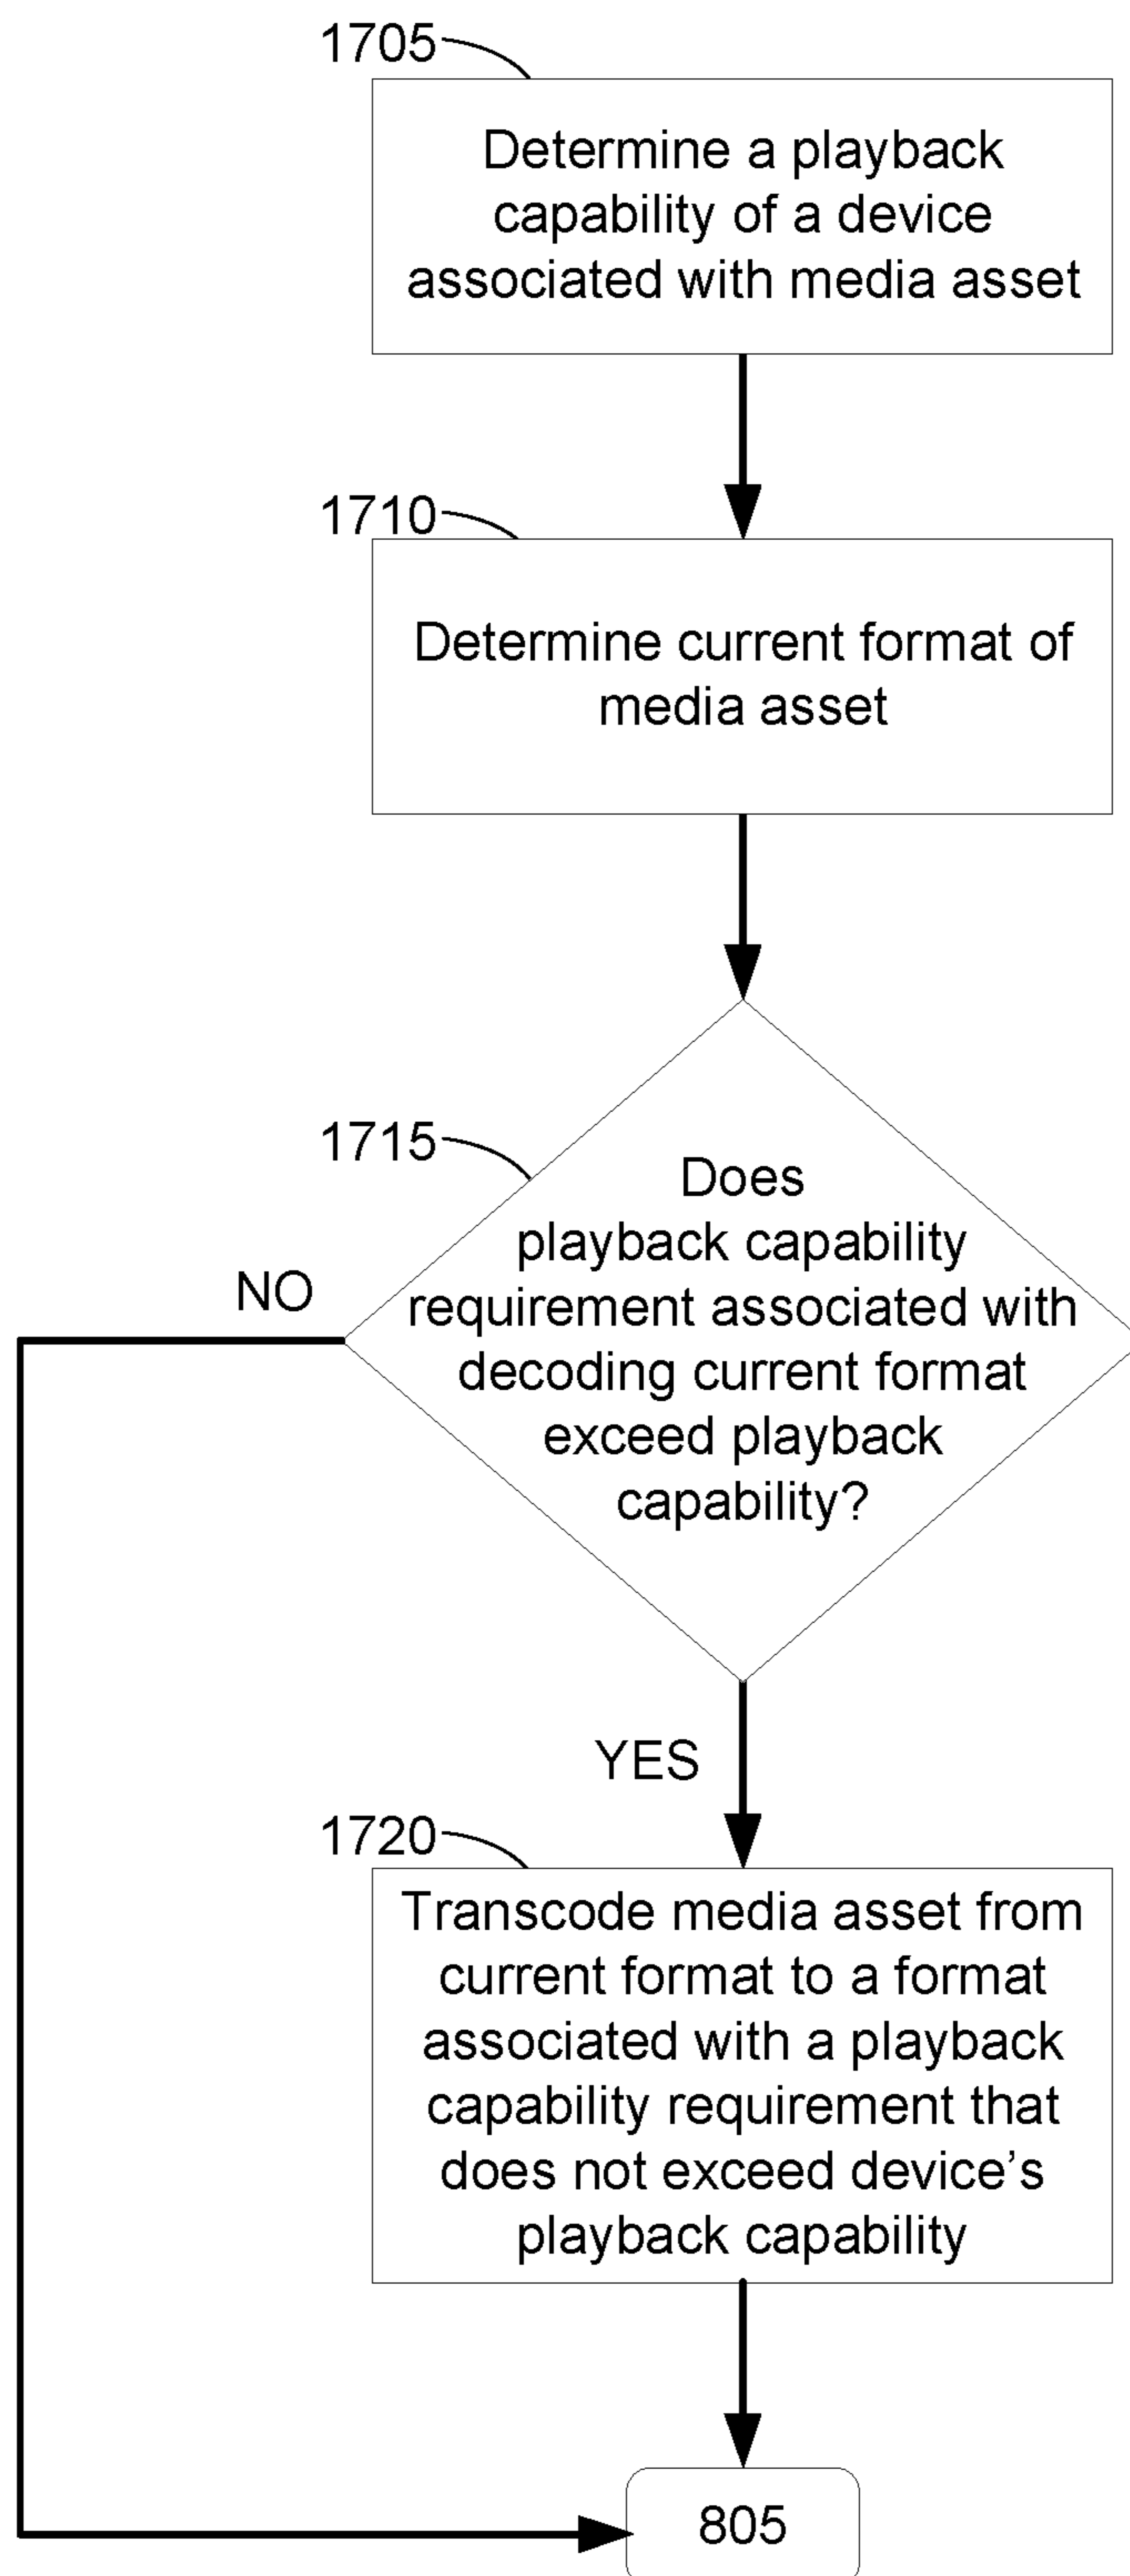 1705
Determine a playback
capability of a device
associated with media asset
1710
Determine current format of
media asset
1715
Does
playback capability
requirement associated with
decoding current format
exceed playback
capability?
NO
YES
1720
Transcode media asset from
current format to a format
associated with a playback
capability requirement that
does not exceed device’s
playback capability
805